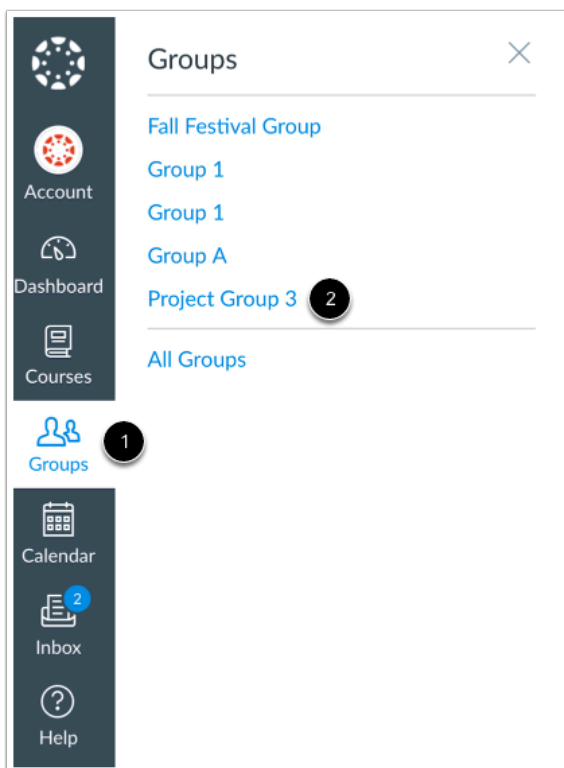 Groups
Fall Festival Group
Group 1
Group 1
Group A
Project Group 3 2
All Groups
Account
Dashboard
Courses
Groups 1
Calendar
2
Inbox
Help